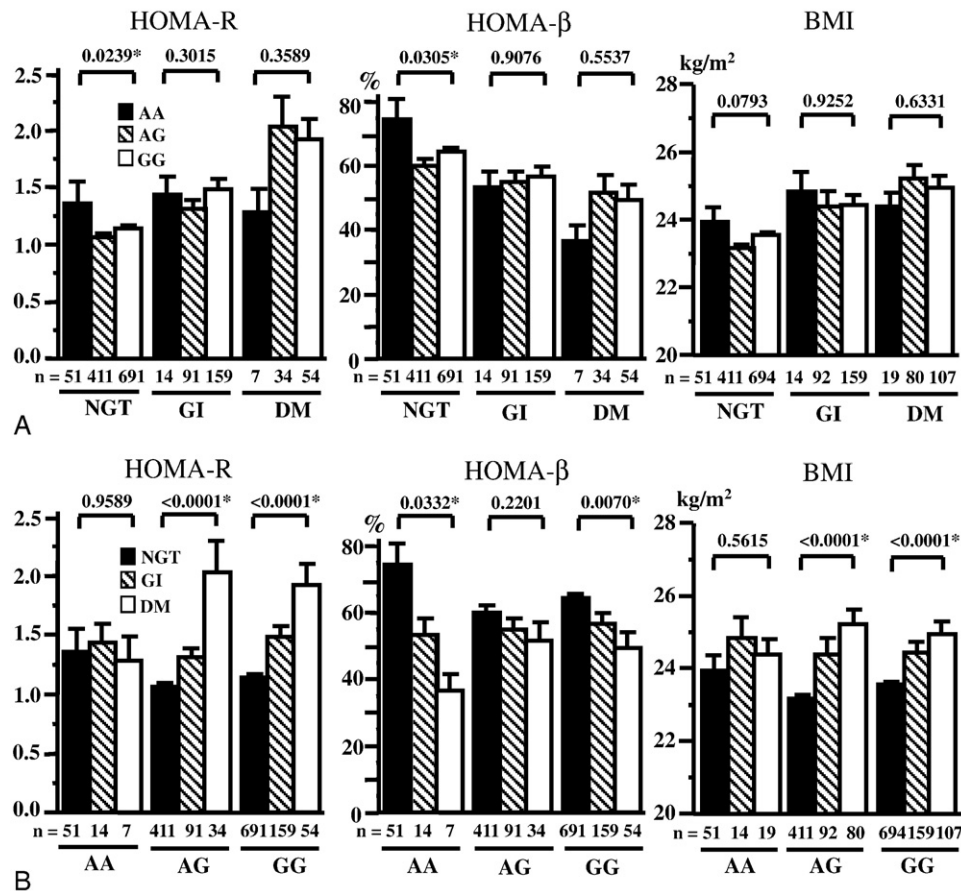 HOMA-R
0.0239* 0.3015 0.3589
2.5
2.0
1.5
1.0
0.5
0.0
AA
AG
GG
n = 51 411 691 14 91 159 7 34 54
NGT GI DM
HOMA-β
0.0305* 0.9076 0.5537
%
80
60
40
20
0
n = 51 411 691 14 91 159 7 34 54
NGT GI DM
BMI
kg/m²
0.0793 0.9252 0.6331
28
26
24
22
20
n = 51 411 694 14 92 159 19 80 107
NGT GI DM
A
HOMA-R
0.9589 <0.0001* <0.0001*
2.5
2.0
1.5
1.0
0.5
0.0
NGT
GI
DM
n = 51 14 7 411 91 34 691 159 54
AA AG GG
HOMA-β
0.0332* 0.2201 0.0070*
%
80
60
40
20
0
n = 51 14 7 411 91 34 691 159 54
AA AG GG
BMI
kg/m²
0.5615 <0.0001* <0.0001*
28
26
24
22
20
n = 51 14 19 411 92 80 694 159 107
AA AG GG
B